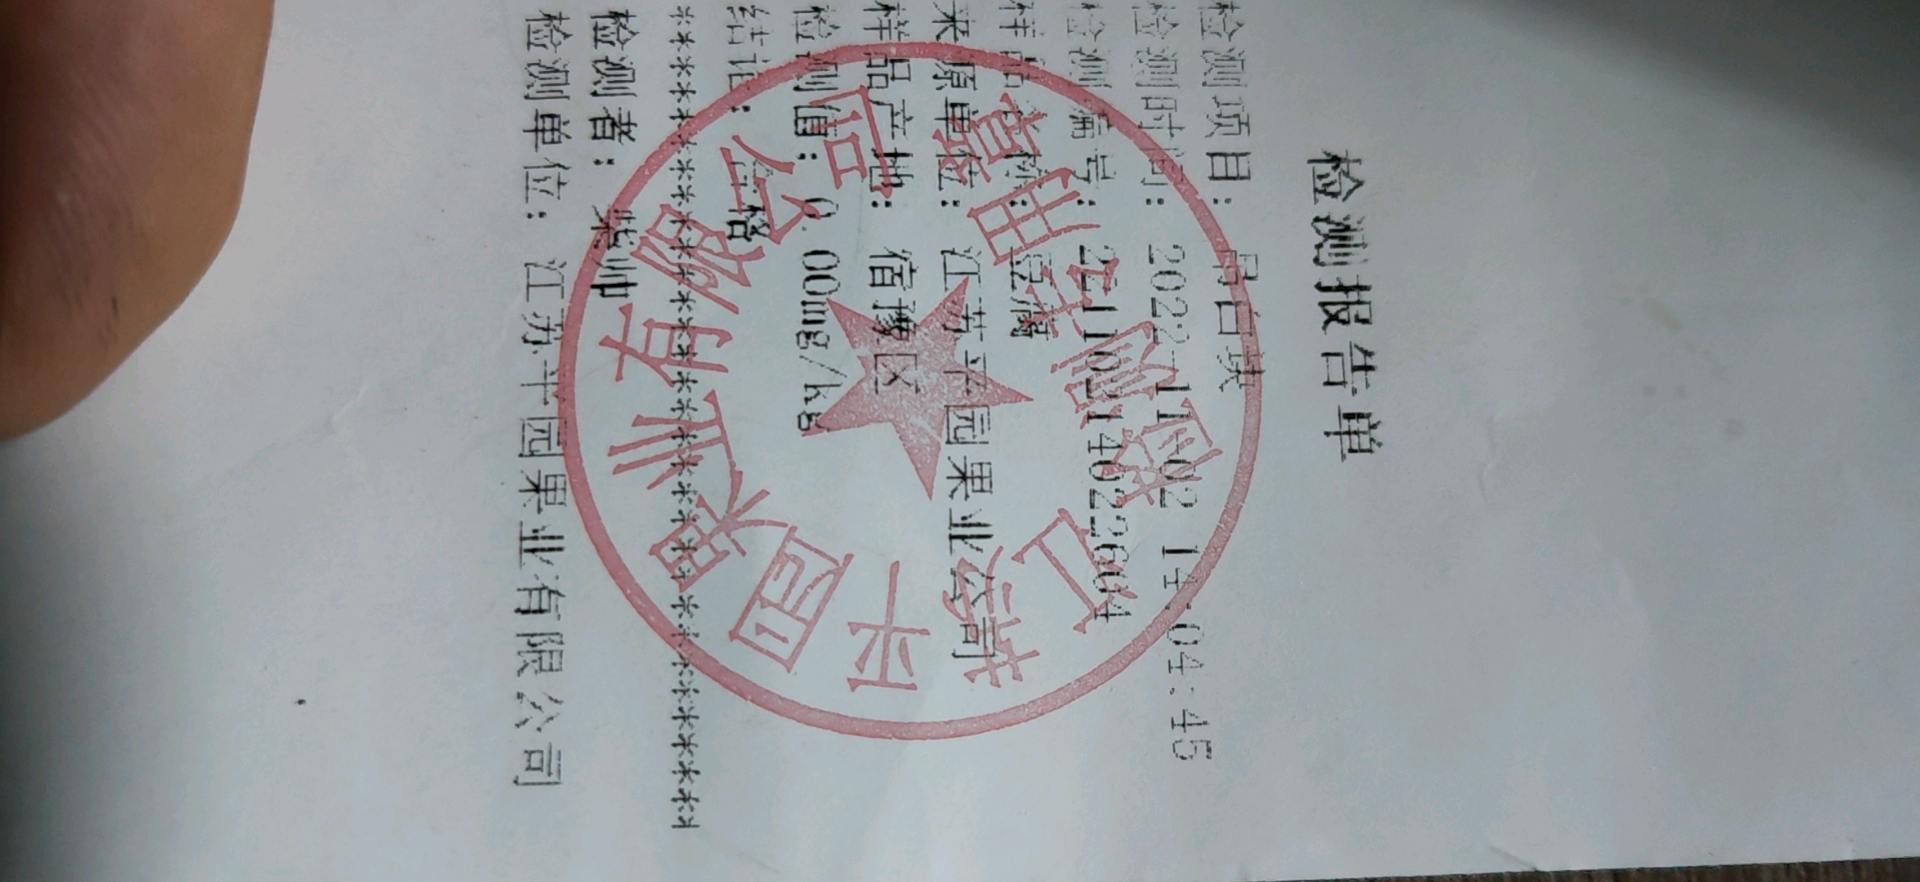 检测报告单
检测项目: 吊白块
检测时间: 2022-11-02 14:04:45
检测编号: 22110214022604
样品名称: 豆腐
来源单位: 江苏平园果业公司
样品产地: 宿豫区
检测值: 0.00mg/kg
结论: 合格
检测者: 柴帅
检测单位: 江苏平园果业有限公司
江苏平园果业有限公司
检测专用章